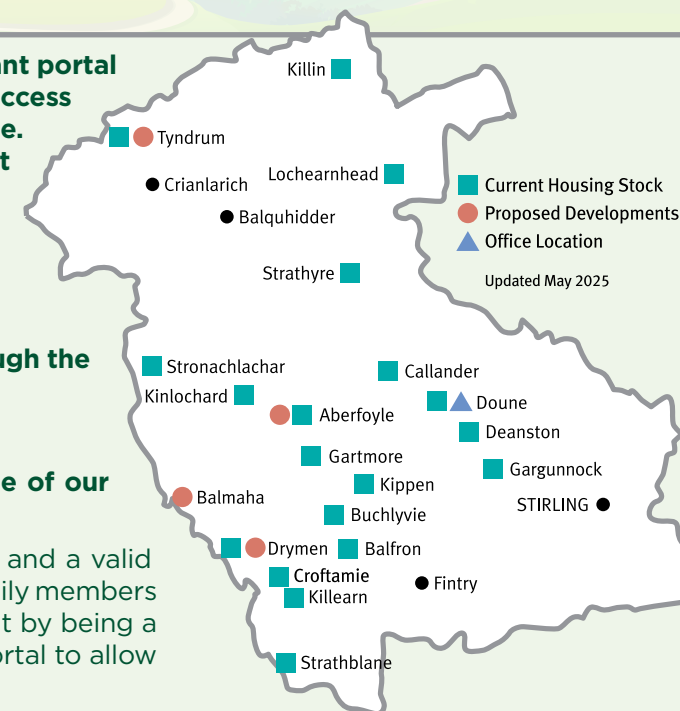 ant portal
ccess
e.
t
ugh the
e of our
and a valid
ily members
t by being a
ortal to allow
Killin
Tyndrum
Crianlarich
Lochearnhead
Balquhidder
Strathyre
Current Housing Stock
Proposed Developments
Office Location
Updated May 2025
Stronachlachar
Callander
Kinlochard
Doune
Aberfoyle
Deanston
Gartmore
Gargunnock
Kippen
Balmaha
STIRLING
Buchlyvie
Drymen
Balfron
Croftamie
Fintry
Killearn
Strathblane